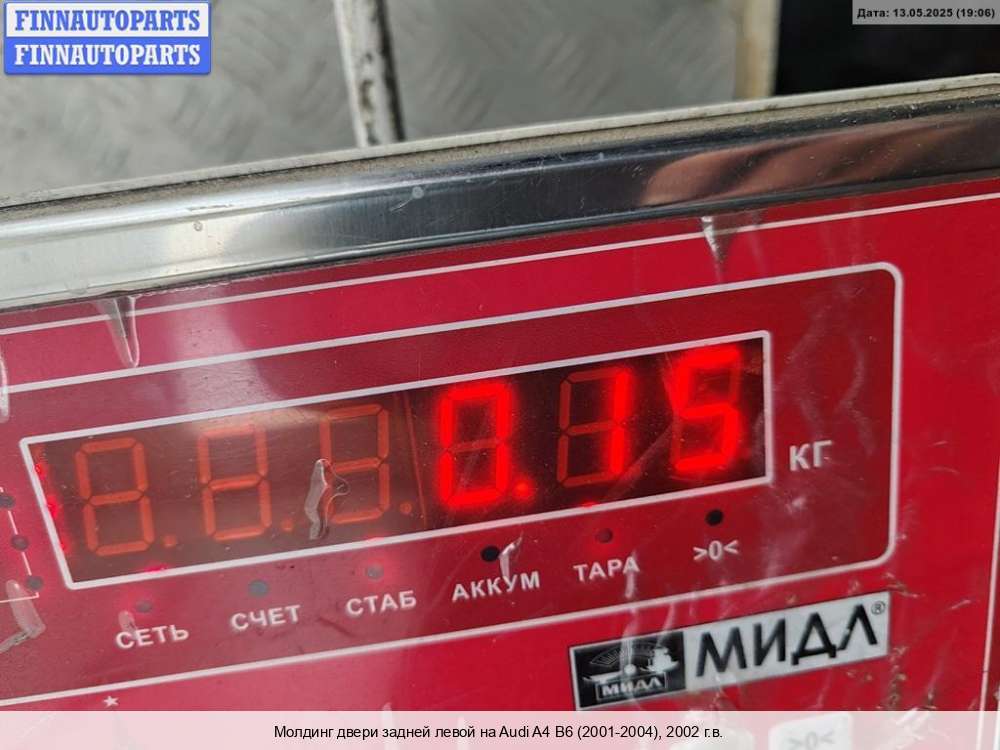 FINNAUTOPARTS
FINNAUTOPARTS
Дата: 13.05.2025 (19:06)
0.15
КГ
СЕТЬ СЧЕТ СТАБ АККУМ ТАРА >0<
МИДЛ МИДЛ®
>0<
Молдинг двери задней левой на Audi A4 B6 (2001-2004), 2002 г.в.